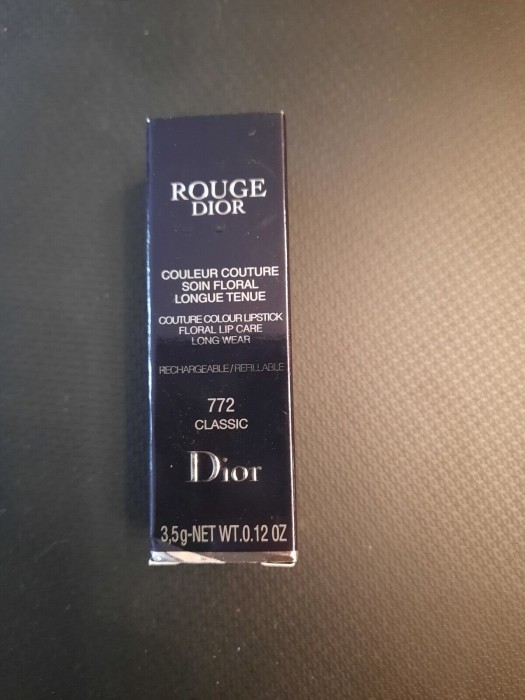 ROUGE
DIOR
COULEUR COUTURE
SOIN FLORAL
LONGUE TENUE
COUTURE COLOUR LIPSTICK
FLORAL LIP CARE
LONG WEAR
RECHARGEABLE/REFILLABLE
772
CLASSIC
Dior
3,5g-NET WT.0.12 OZ